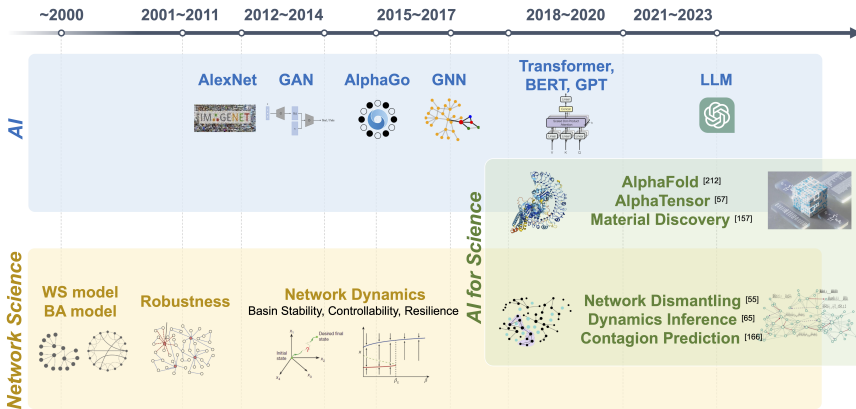 ~2000
2001~2011
2012~2014
2015~2017
2018~2020
2021~2023
AI
AlexNet
GAN
AlphaGo
GNN
Transformer,
BERT, GPT
LLM
IMAGENET
AI for Science
AlphaFold [212]
AlphaTensor [57]
Material Discovery [157]
Network Dismantling [55]
Dynamics Inference [65]
Contagion Prediction [166]
Network Science
WS model
BA model
Robustness
Network Dynamics
Basin Stability, Controllability, Resilience
Desired final
state
Initial
state